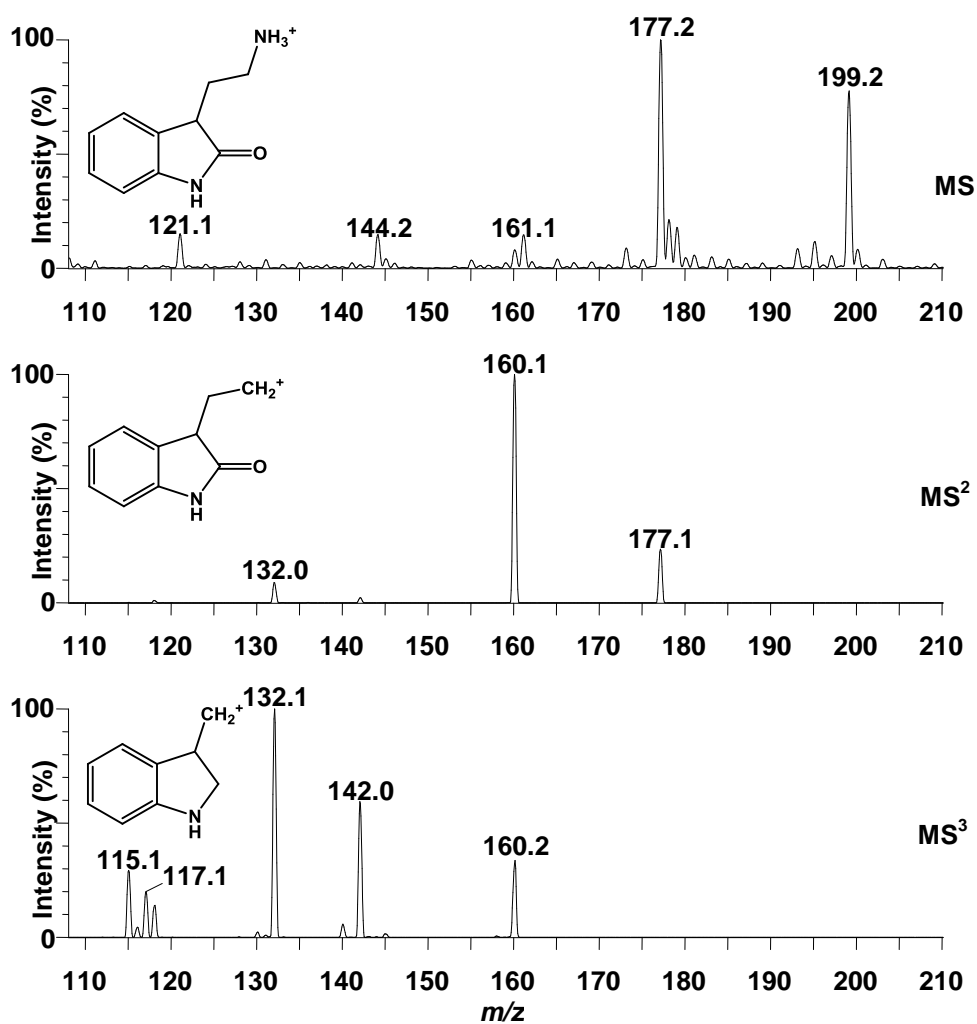 100
177.2
199.2
NH₃⁺
O
N
H
121.1
144.2
161.1
MS
Intensity (%)
0
110 120 130 140 150 160 170 180 190 200 210
100
160.1
CH₂⁺
O
N
H
132.0
177.1
MS²
Intensity (%)
0
110 120 130 140 150 160 170 180 190 200 210
100
132.1
CH₂⁺
N
H
142.0
160.2
115.1
117.1
MS³
Intensity (%)
0
110 120 130 140 150 160 170 180 190 200 210
m/z